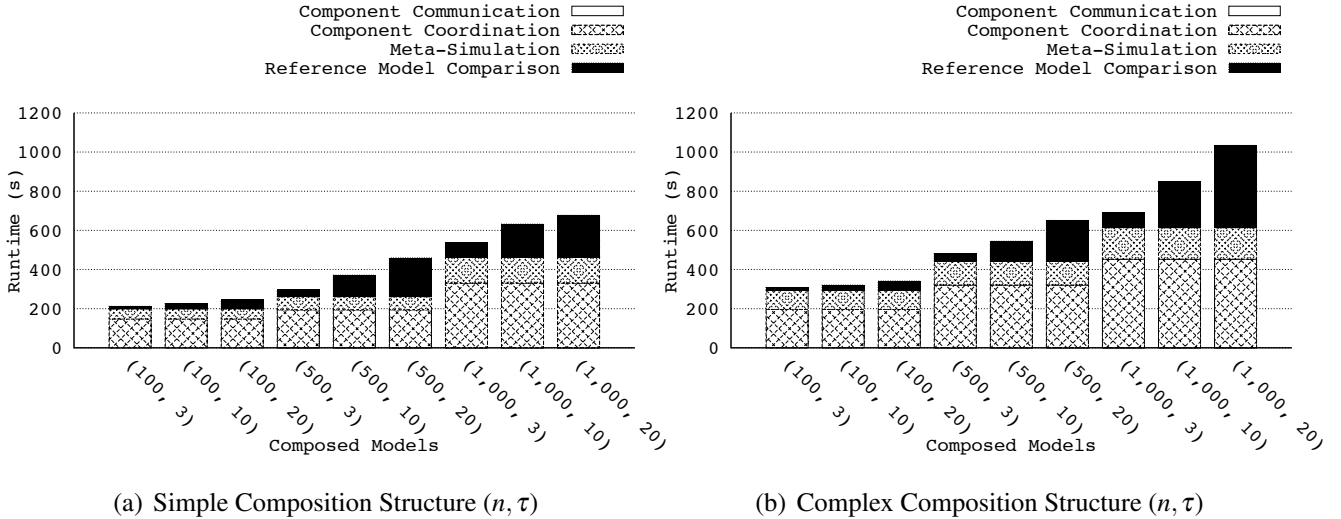 Component Communication
Component Coordination
Meta-Simulation
Reference Model Comparison
1200
1000
800
600
400
200
0
Runtime (s)
(100, 3)
(100, 10)
(100, 20)
(500, 3)
(500, 10)
(500, 20)
(1,000, 3)
(1,000, 10)
(1,000, 20)
Composed Models
(a) Simple Composition Structure (n, τ)
Component Communication
Component Coordination
Meta-Simulation
Reference Model Comparison
1200
1000
800
600
400
200
0
Runtime (s)
(100, 3)
(100, 10)
(100, 20)
(500, 3)
(500, 10)
(500, 20)
(1,000, 3)
(1,000, 10)
(1,000, 20)
Composed Models
(b) Complex Composition Structure (n, τ)